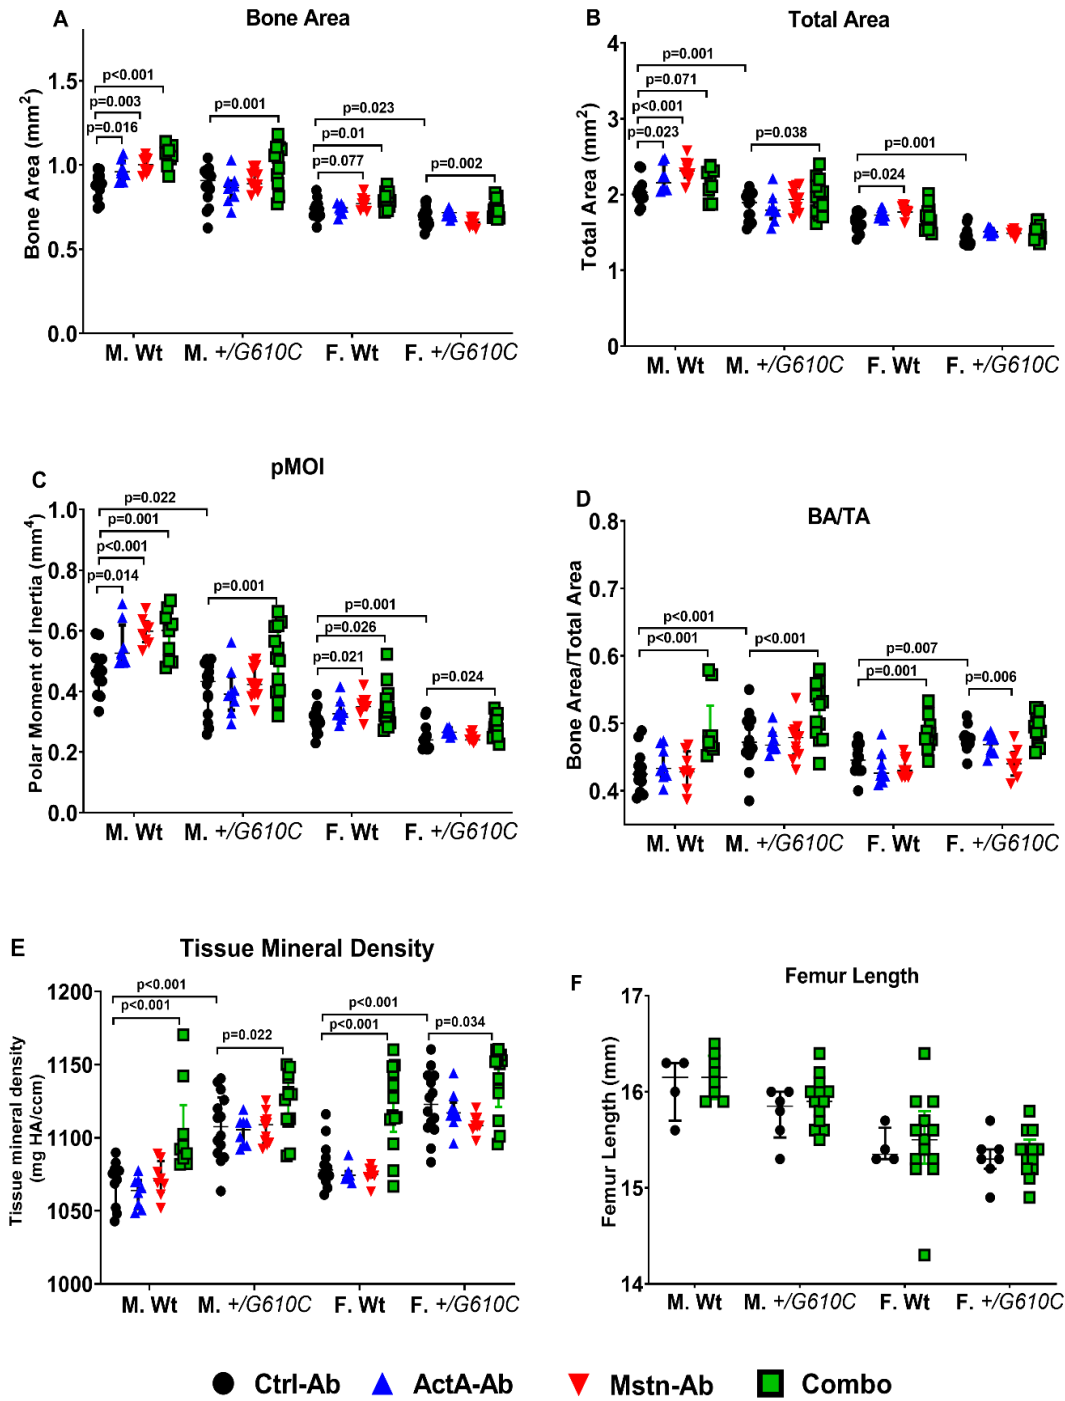 A
Bone Area
Bone Area (mm2)
1.5
1.0
0.5
0.0
p<0.001
p=0.003
p=0.016
p=0.001
p=0.023
p=0.01
p=0.077
p=0.002
M. Wt
M. +/G610C
F. Wt
F. +/G610C
B
Total Area
Total Area (mm2)
4
3
2
1
0
p=0.001
p=0.071
p<0.001
p=0.023
p=0.038
p=0.001
p=0.024
M. Wt
M. +/G610C
F. Wt
F. +/G610C
C
pMOI
Polar Moment of Inertia (mm4)
1.0
0.8
0.6
0.4
0.2
0.0
p=0.022
p=0.001
p<0.001
p=0.014
p=0.001
p=0.001
p=0.026
p=0.021
p=0.024
M. Wt
M. +/G610C
F. Wt
F. +/G610C
D
BA/TA
Bone Area/Total Area
0.8
0.7
0.6
0.5
0.4
p<0.001
p<0.001
p<0.001
p=0.007
p=0.001
p=0.006
M. Wt
M. +/G610C
F. Wt
F. +/G610C
E
Tissue Mineral Density
Tissue mineral density
(mg HA/ccm)
1200
1150
1100
1050
1000
p<0.001
p<0.001
p=0.022
p<0.001
p<0.001
p=0.034
M. Wt
M. +/G610C
F. Wt
F. +/G610C
F
Femur Length
Femur Length (mm)
17
16
15
14
M. Wt
M. +/G610C
F. Wt
F. +/G610C
Ctrl-Ab
ActA-Ab
Mstn-Ab
Combo